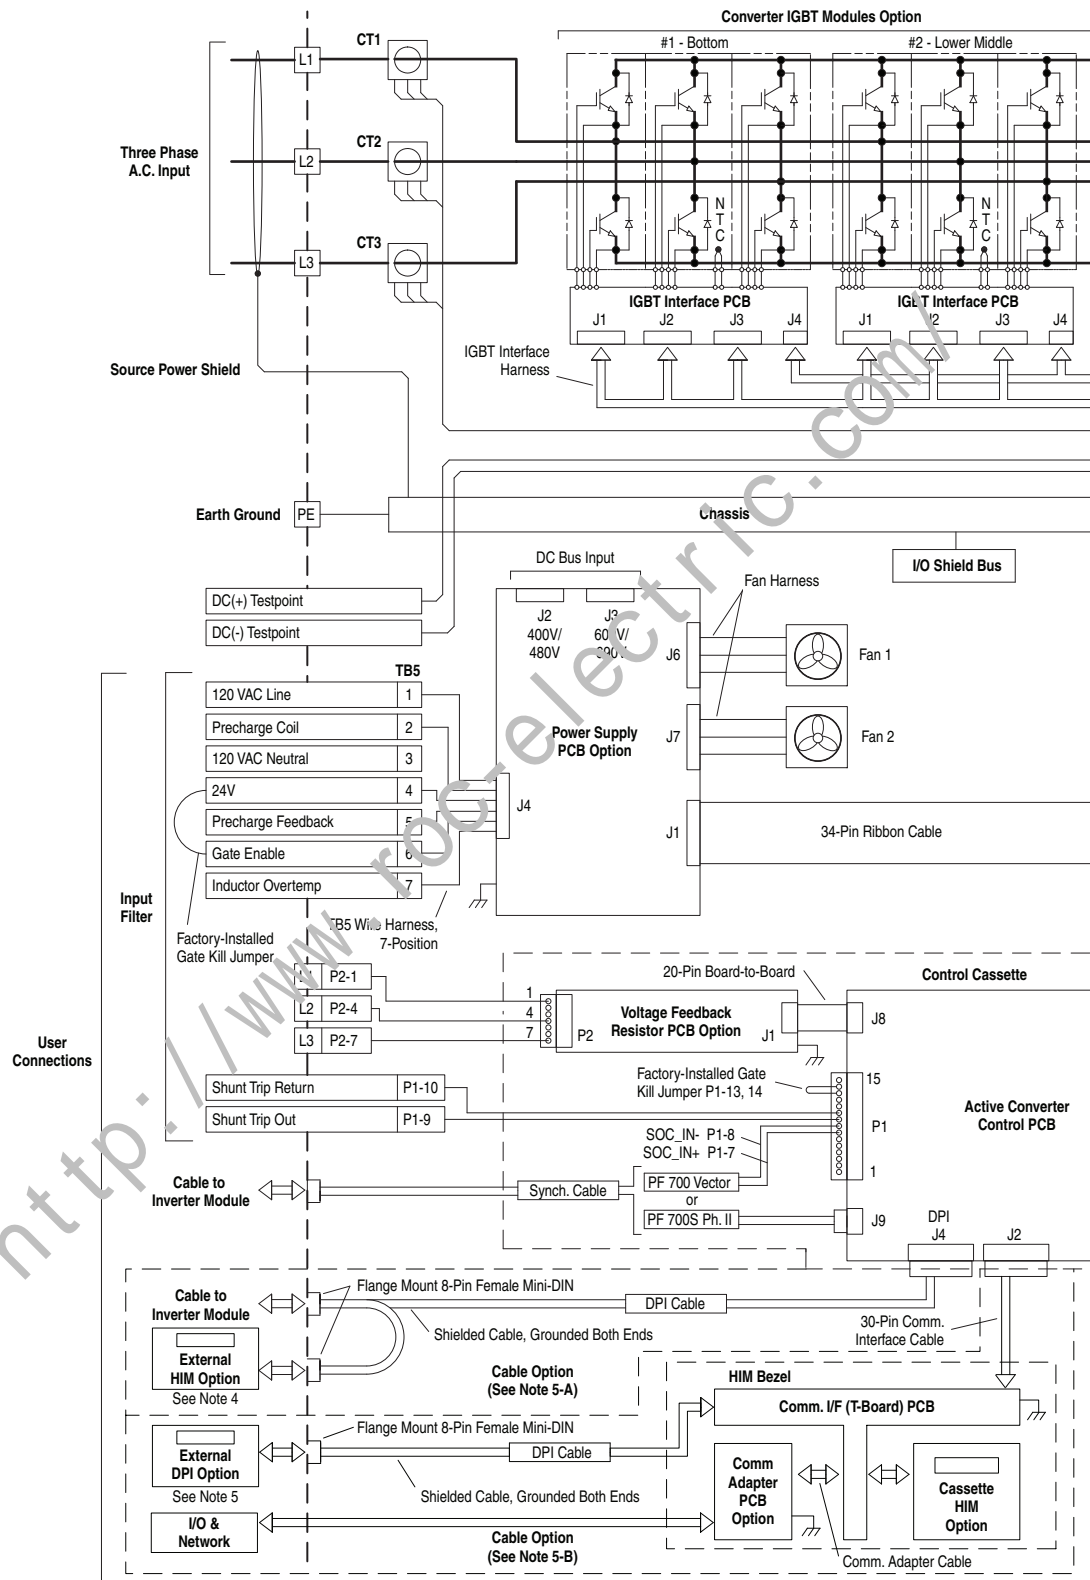 Converter IGBT Modules Option
#1 - Bottom
#2 - Lower Middle
CT1
L1
CT2
L2
Three Phase
A.C. Input
CT3
L3
N
T
C
N
T
C
IGBT Interface PCB
J1 J2 J3 J4
IGBT Interface PCB
J1 J2 J3 J4
IGBT Interface
Harness
Source Power Shield
Earth Ground
PE
Chassis
I/O Shield Bus
DC Bus Input
J2
400V/
480V
J3
600V/
690V
Fan Harness
DC(+) Testpoint
DC(-) Testpoint
J6
Fan 1
TB5
120 VAC Line 1
Precharge Coil 2
120 VAC Neutral 3
24V 4
Precharge Feedback 5
Gate Enable 6
Inductor Overtemp 7
Power Supply
PCB Option
J7
Fan 2
J4
J1
34-Pin Ribbon Cable
Input
Filter
Factory-Installed
Gate Kill Jumper
TB5 Wire Harness,
7-Position
User
Connections
L1 P2-1
L2 P2-4
L3 P2-7
20-Pin Board-to-Board
Control Cassette
1
4
7
P2
Voltage Feedback
Resistor PCB Option
J1
J8
Shunt Trip Return P1-10
Shunt Trip Out P1-9
Factory-Installed Gate
Kill Jumper P1-13, 14
15
P1
1
Active Converter
Control PCB
SOC_IN- P1-8
SOC_IN+ P1-7
Cable to
Inverter Module
Synch. Cable
PF 700 Vector
or
PF 700S Ph. II
J9
DPI
J4
J2
Cable to
Inverter Module
Flange Mount 8-Pin Female Mini-DIN
DPI Cable
Shielded Cable, Grounded Both Ends
30-Pin Comm.
Interface Cable
External
HIM Option
See Note 4
Cable Option
(See Note 5-A)
HIM Bezel
Comm. I/F (T-Board) PCB
Flange Mount 8-Pin Female Mini-DIN
External
DPI Option
See Note 5
DPI Cable
Shielded Cable, Grounded Both Ends
Comm
Adapter
PCB
Option
Cassette
HIM
Option
I/O &
Network
Cable Option
(See Note 5-B)
Comm. Adapter Cable
http://www.roc-electric.com/